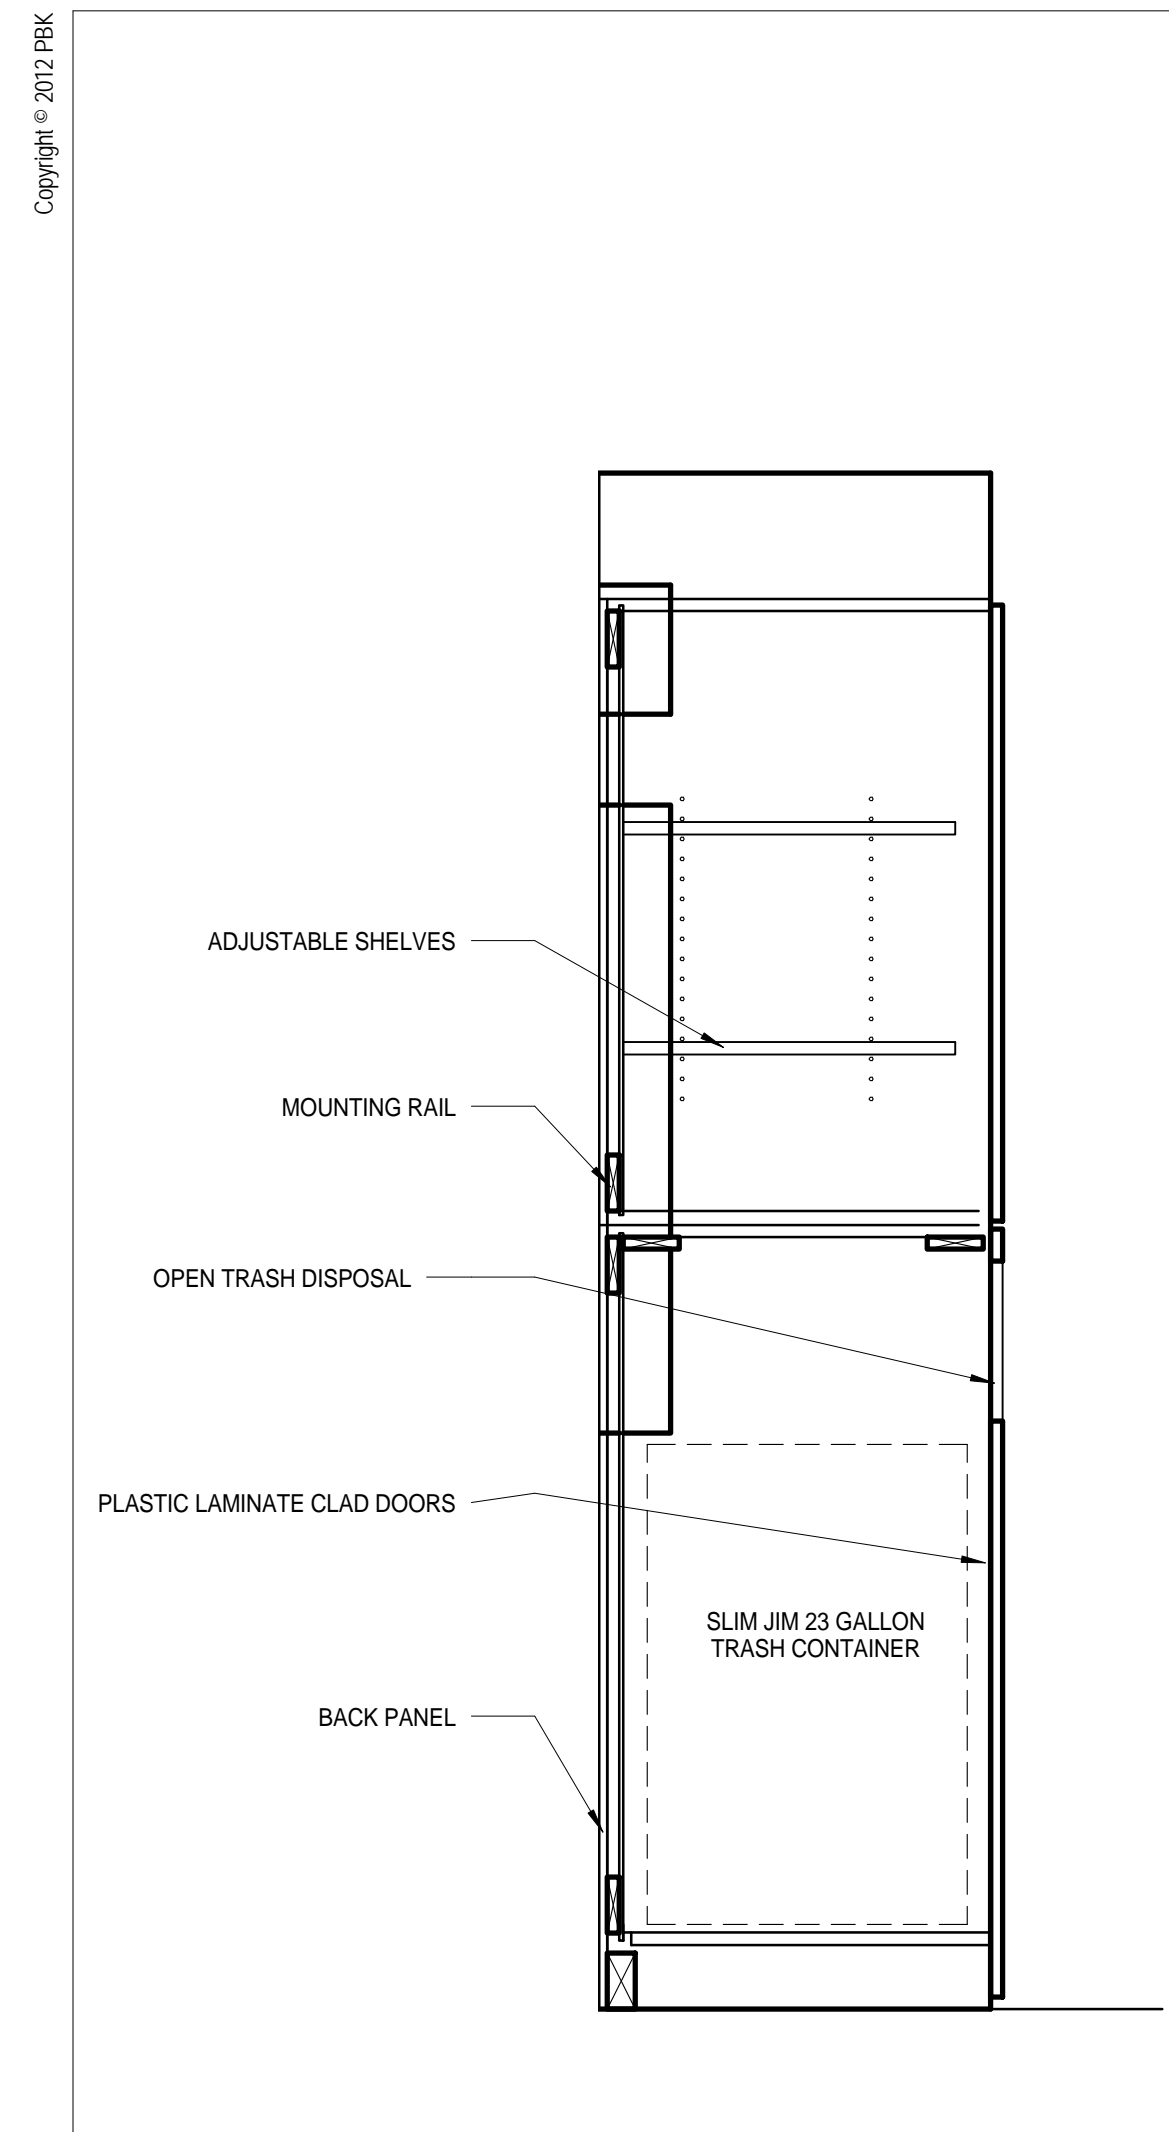 Copyright © 2012 PBK
ADJUSTABLE SHELVES
MOUNTING RAIL
OPEN TRASH DISPOSAL
PLASTIC LAMINATE CLAD DOORS
SLIM JIM 23 GALLON
TRASH CONTAINER
BACK PANEL